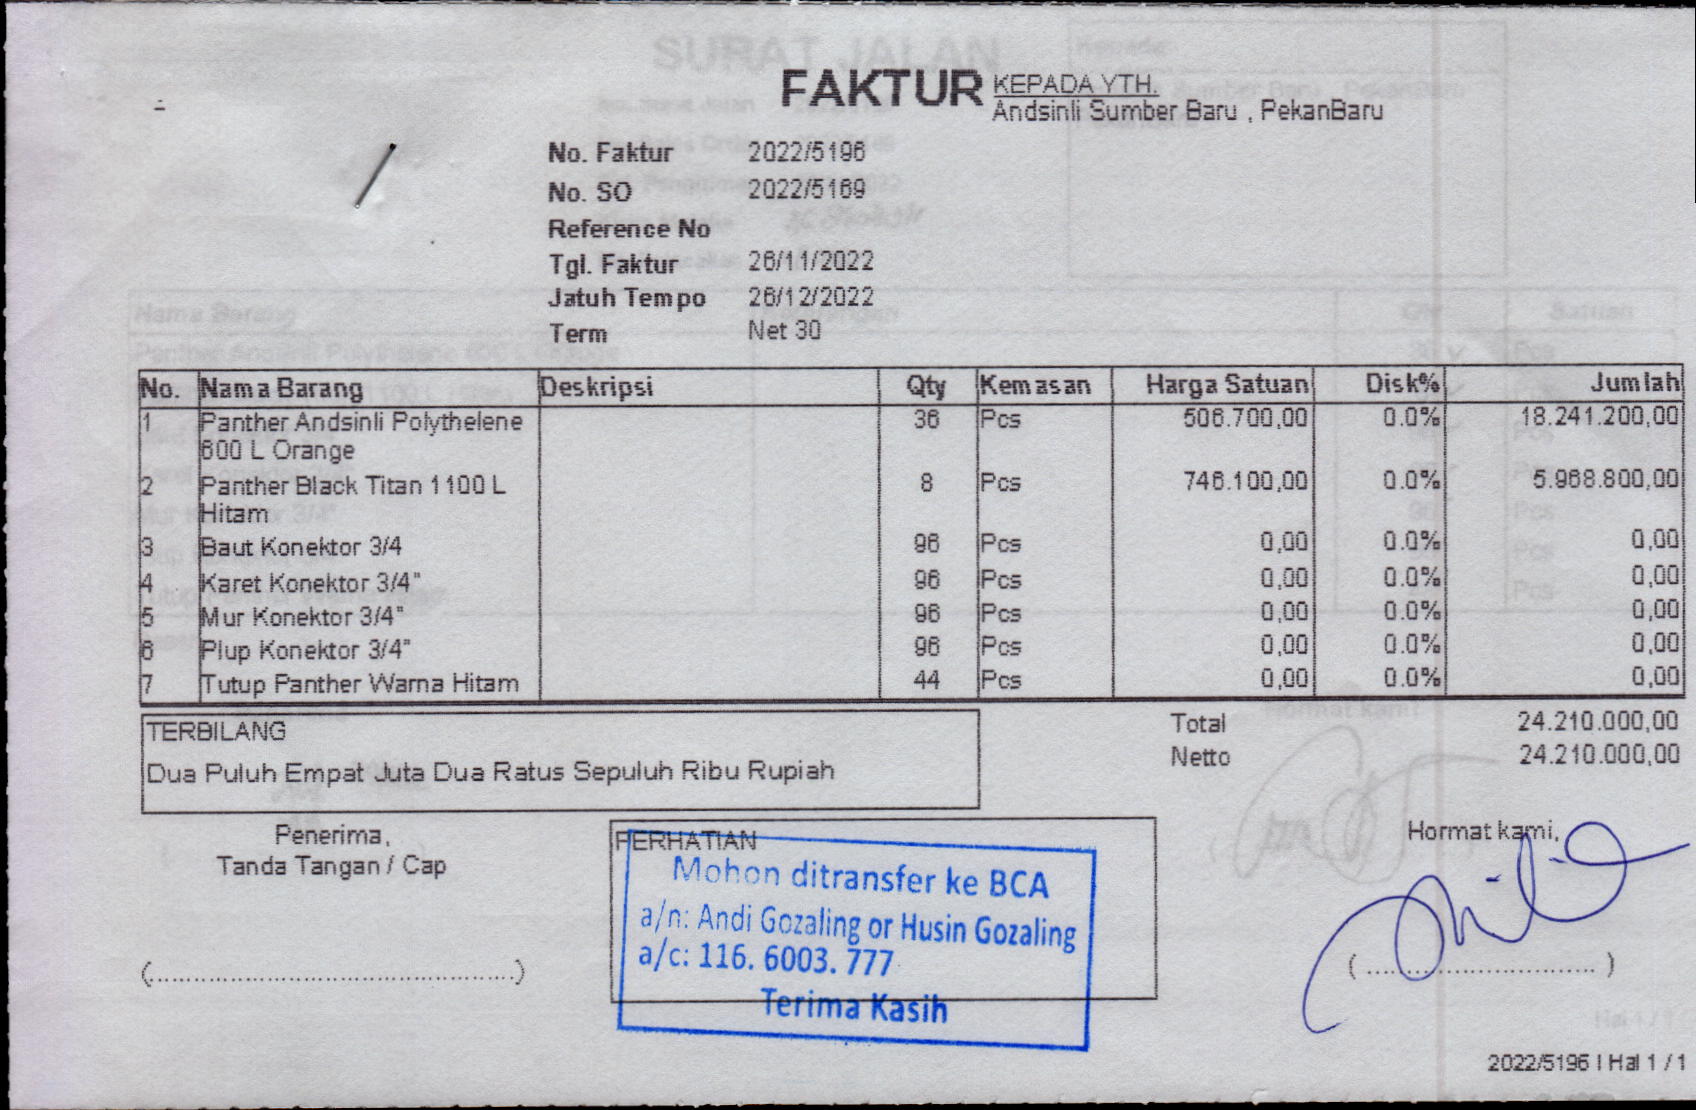 FAKTUR
KEPADA YTH.
Andsinli Sumber Baru , PekanBaru
No. Faktur 2022/5196
No. SO 2022/5169
Reference No
Tgl. Faktur 26/11/2022
Jatuh Tempo 26/12/2022
Term Net 30
No. Nama Barang Deskripsi Qty Kemasan Harga Satuan Disk% Jumlah
1 Panther Andsinli Polythelene 36 Pcs 506.700,00 0.0% 18.241.200,00
600 L Orange
2 Panther Black Titan 1100 L 8 Pcs 746.100,00 0.0% 5.968.800,00
Hitam
3 Baut Konektor 3/4 96 Pcs 0,00 0.0% 0,00
4 Karet Konektor 3/4" 96 Pcs 0,00 0.0% 0,00
5 Mur Konektor 3/4" 96 Pcs 0,00 0.0% 0,00
6 Plup Konektor 3/4" 96 Pcs 0,00 0.0% 0,00
7 Tutup Panther Warna Hitam 44 Pcs 0,00 0.0% 0,00
TERBILANG
Dua Puluh Empat Juta Dua Ratus Sepuluh Ribu Rupiah
Total 24.210.000,00
Netto 24.210.000,00
Penerima,
Tanda Tangan / Cap
(......................................)
PERHATIAN
Mohon ditransfer ke BCA
a/n: Andi Gozaling or Husin Gozaling
a/c: 116. 6003. 777
Terima Kasih
Hormat kami,
( ............................ )
2022/5196 | Hal 1 / 1
SURAT JALAN